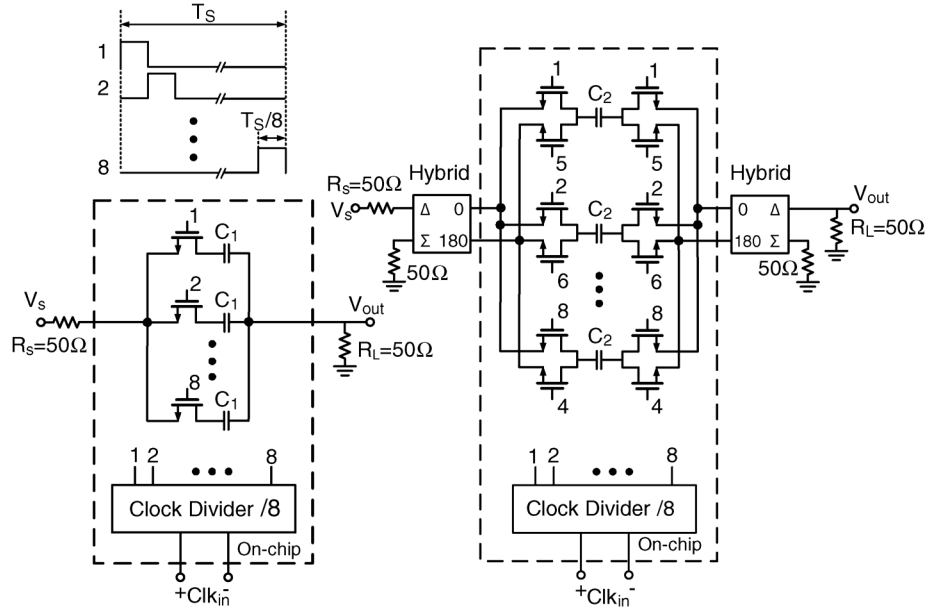 T_S
1
2
T_S/8
8
1
C_1
2
C_1
8
C_1
V_s
R_S=50Ω
V_out
R_L=50Ω
1 2 8
Clock Divider /8
On-chip
+Clk_in-
Hybrid
R_S=50Ω
V_s
Δ 0
Σ 180
50Ω
1 1
C_2
5 5
2 2
C_2
6 6
8 8
C_2
4 4
Hybrid
0 Δ
180 Σ
V_out
R_L=50Ω
50Ω
1 2 8
Clock Divider /8
On-chip
+Clk_in-